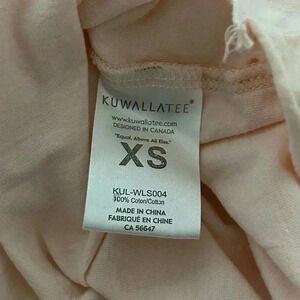 KUWALLATEE
www.kuwallatee.com
DESIGNED IN CANADA
"Equal, Above All Else."
XS
KUL-WLS004
100% Coton/Cotton
MADE IN CHINA
FABRIQUÉ EN CHINE
CA 56647